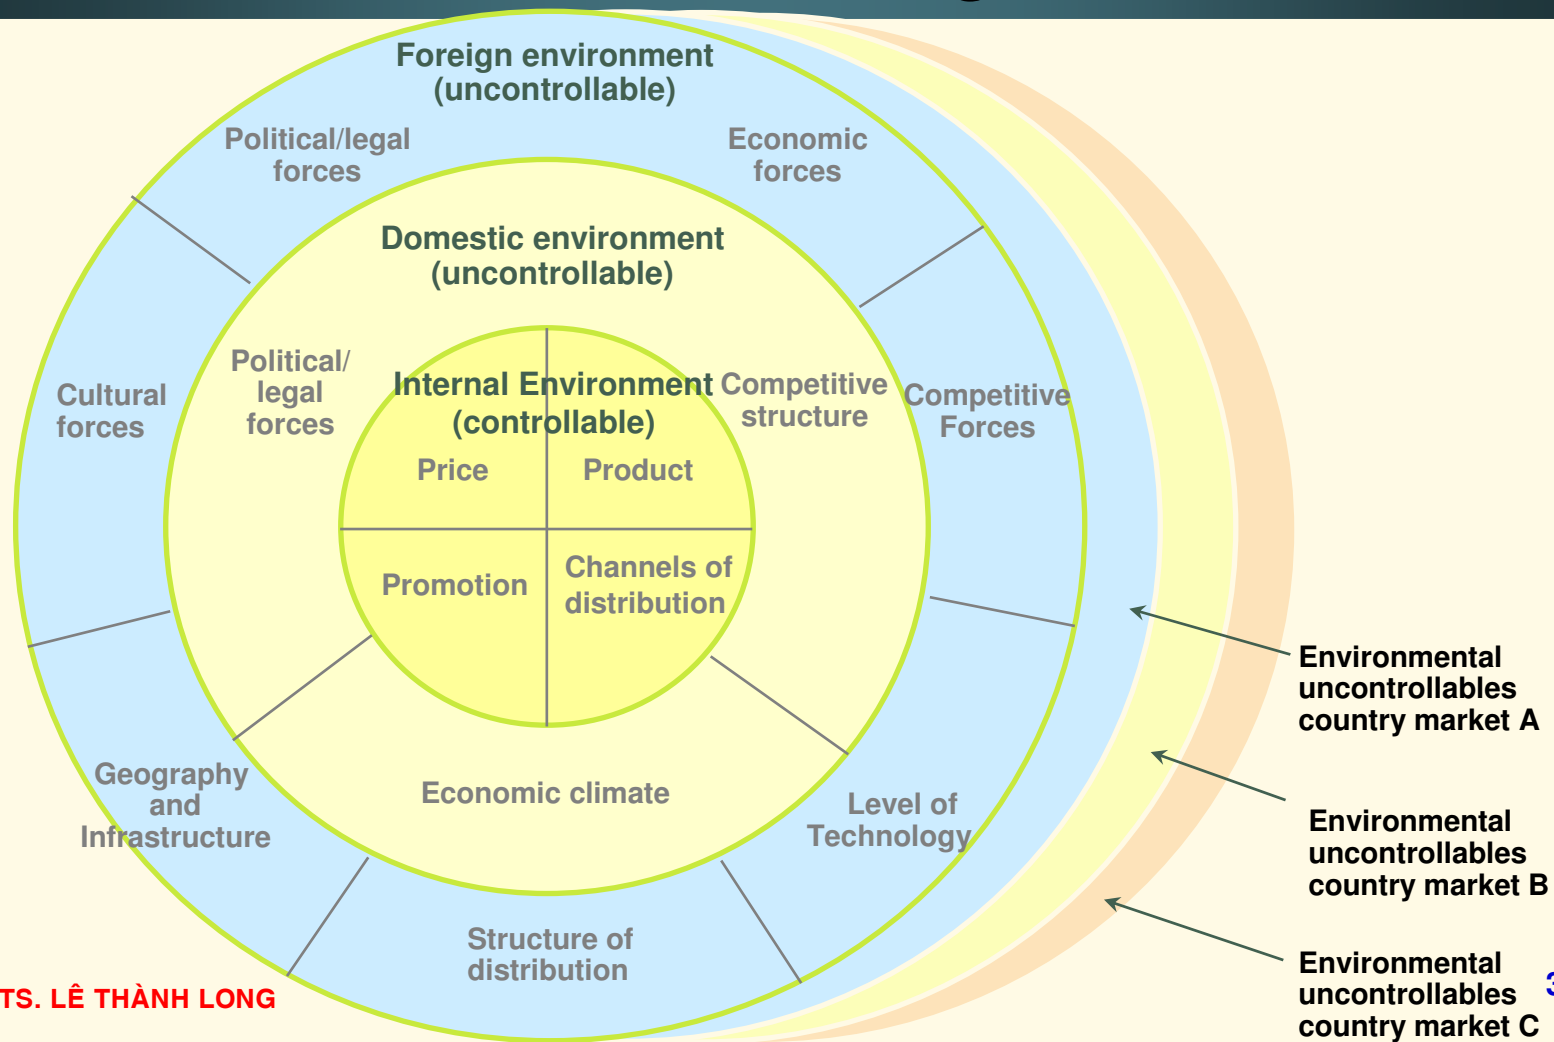 Foreign environment
(uncontrollable)
Political/legal
forces
Economic
forces
Domestic environment
(uncontrollable)
Political/
legal
forces
Internal Environment
(controllable)
Competitive
structure
Cultural
forces
Competitive
Forces
Price
Product
Promotion
Channels of
distribution
Environmental
uncontrollables
country market A
Geography
and
Infrastructure
Economic climate
Level of
Technology
Environmental
uncontrollables
country market B
Structure of
distribution
Environmental
uncontrollables
country market C
TS. LÊ THÀNH LONG